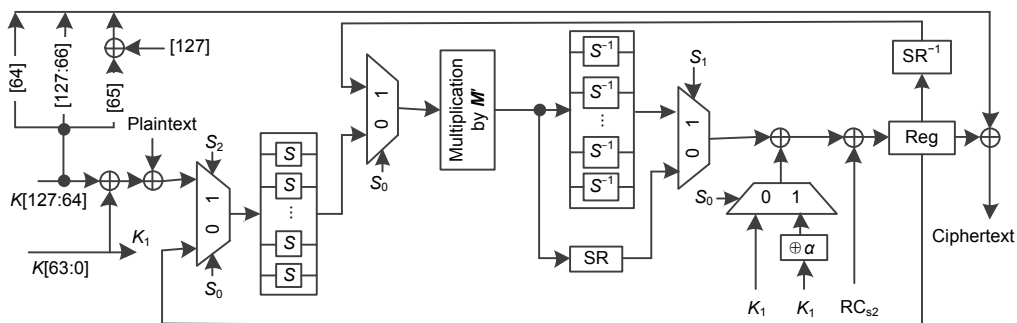 [64]
[127:66]
[65]
[127]
Plaintext
K[127:64]
K[63:0]
K₁
S₂
1
0
S₀
S
S
⋯
S
S
1
0
S₀
Multiplication by M′
S⁻¹
S⁻¹
⋯
S⁻¹
S⁻¹
SR
S₁
1
0
S₀
0 1
⊕α
K₁
K₁
RCₛ₂
SR⁻¹
Reg
Ciphertext